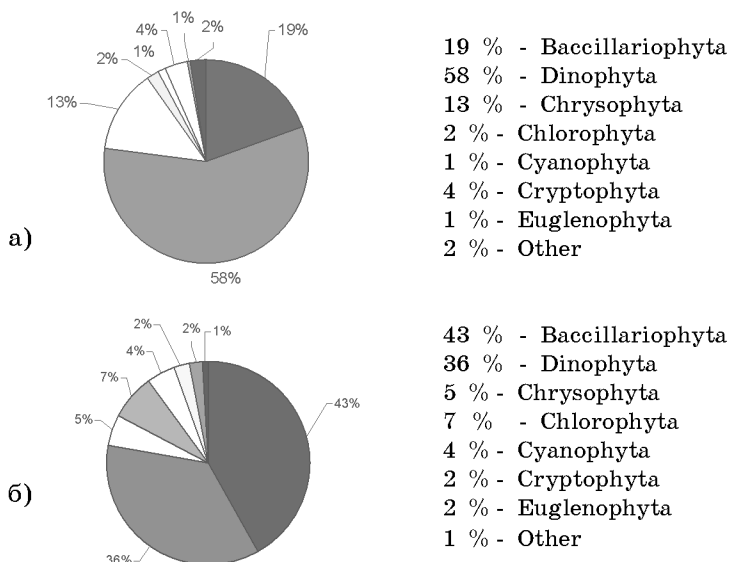 1%
4%
2%
1%
19%
2%
13%
58%
а)
19 % - Baccillariophyta
58 % - Dinophyta
13 % - Chrysophyta
2 % - Chlorophyta
1 % - Cyanophyta
4 % - Cryptophyta
1 % - Euglenophyta
2 % - Other
2%
2%
1%
4%
7%
43%
5%
36%
б)
43 % - Baccillariophyta
36 % - Dinophyta
5 % - Chrysophyta
7 % - Chlorophyta
4 % - Cyanophyta
2 % - Cryptophyta
2 % - Euglenophyta
1 % - Other